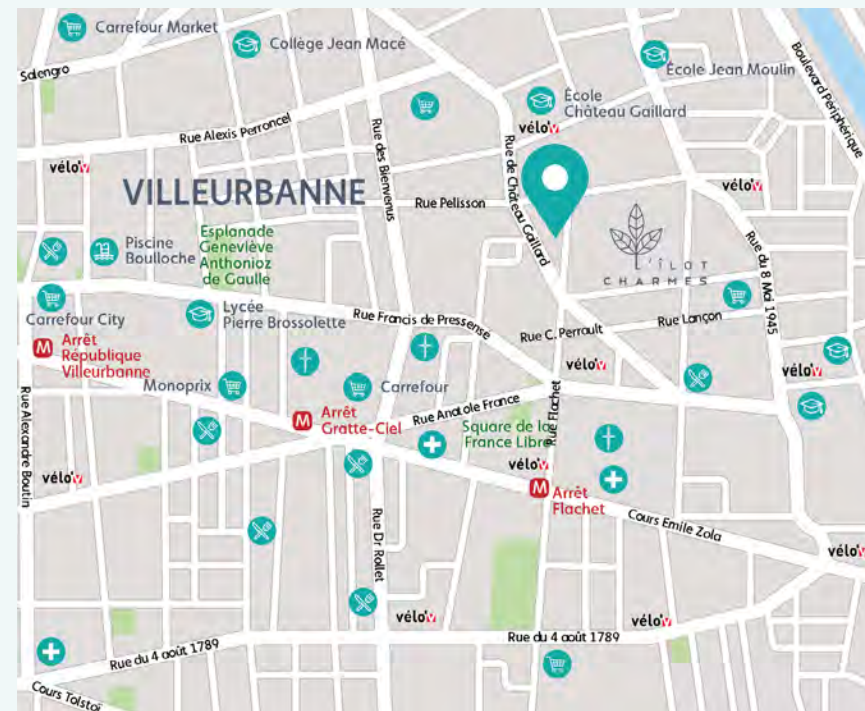 Carrefour Market
Collège Jean Macé
Salengro
École Jean Moulin
Boulevard Périphérique
École
Château Gaillard
vélo'v
Rue Alexis Perroncel
Rue des Bienvenus
Rue de Château Gaillard
vélo'v
VILLEURBANNE
vélo'v
Rue Pelisson
Piscine
Boulloche
Esplanade
Geneviève
Anthonioz
de Gaulle
L'ÎLOT
CHARMES
Rue du 8 Mai 1945
Carrefour City
Lycée
Pierre Brossolette
Rue Francis de Pressense
Rue C. Perrault
Rue Lançon
M
Arrêt
République
Villeurbanne
Monoprix
Carrefour
vélo'v
vélo'v
Rue Alexandre Boutin
M
Arrêt
Gratte-Ciel
Rue Anatole France
Rue Flachet
Square de la
France Libre
vélo'v
vélo'v
M
Arrêt
Flachet
Cours Emile Zola
Rue Dr Rollet
vélo'v
vélo'v
vélo'v
Rue du 4 août 1789
Rue du 4 août 1789
Cours Tolstoï